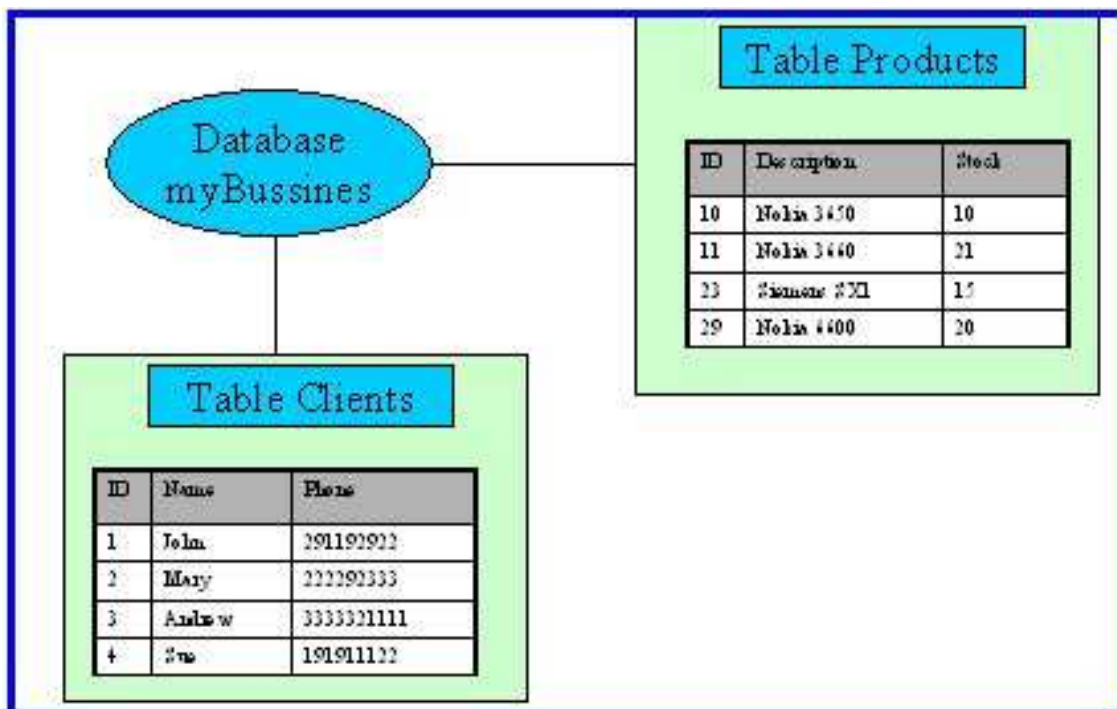 Table Products
Database
myBussines
ID Description Stock
10 Nokia 3650 10
11 Nokia 3660 21
23 Siemens SX1 15
29 Nokia 6600 20
Table Clients
ID Name Phone
1 John 291192922
2 Mary 222292333
3 Andrew 3333321111
4 Sue 191911122